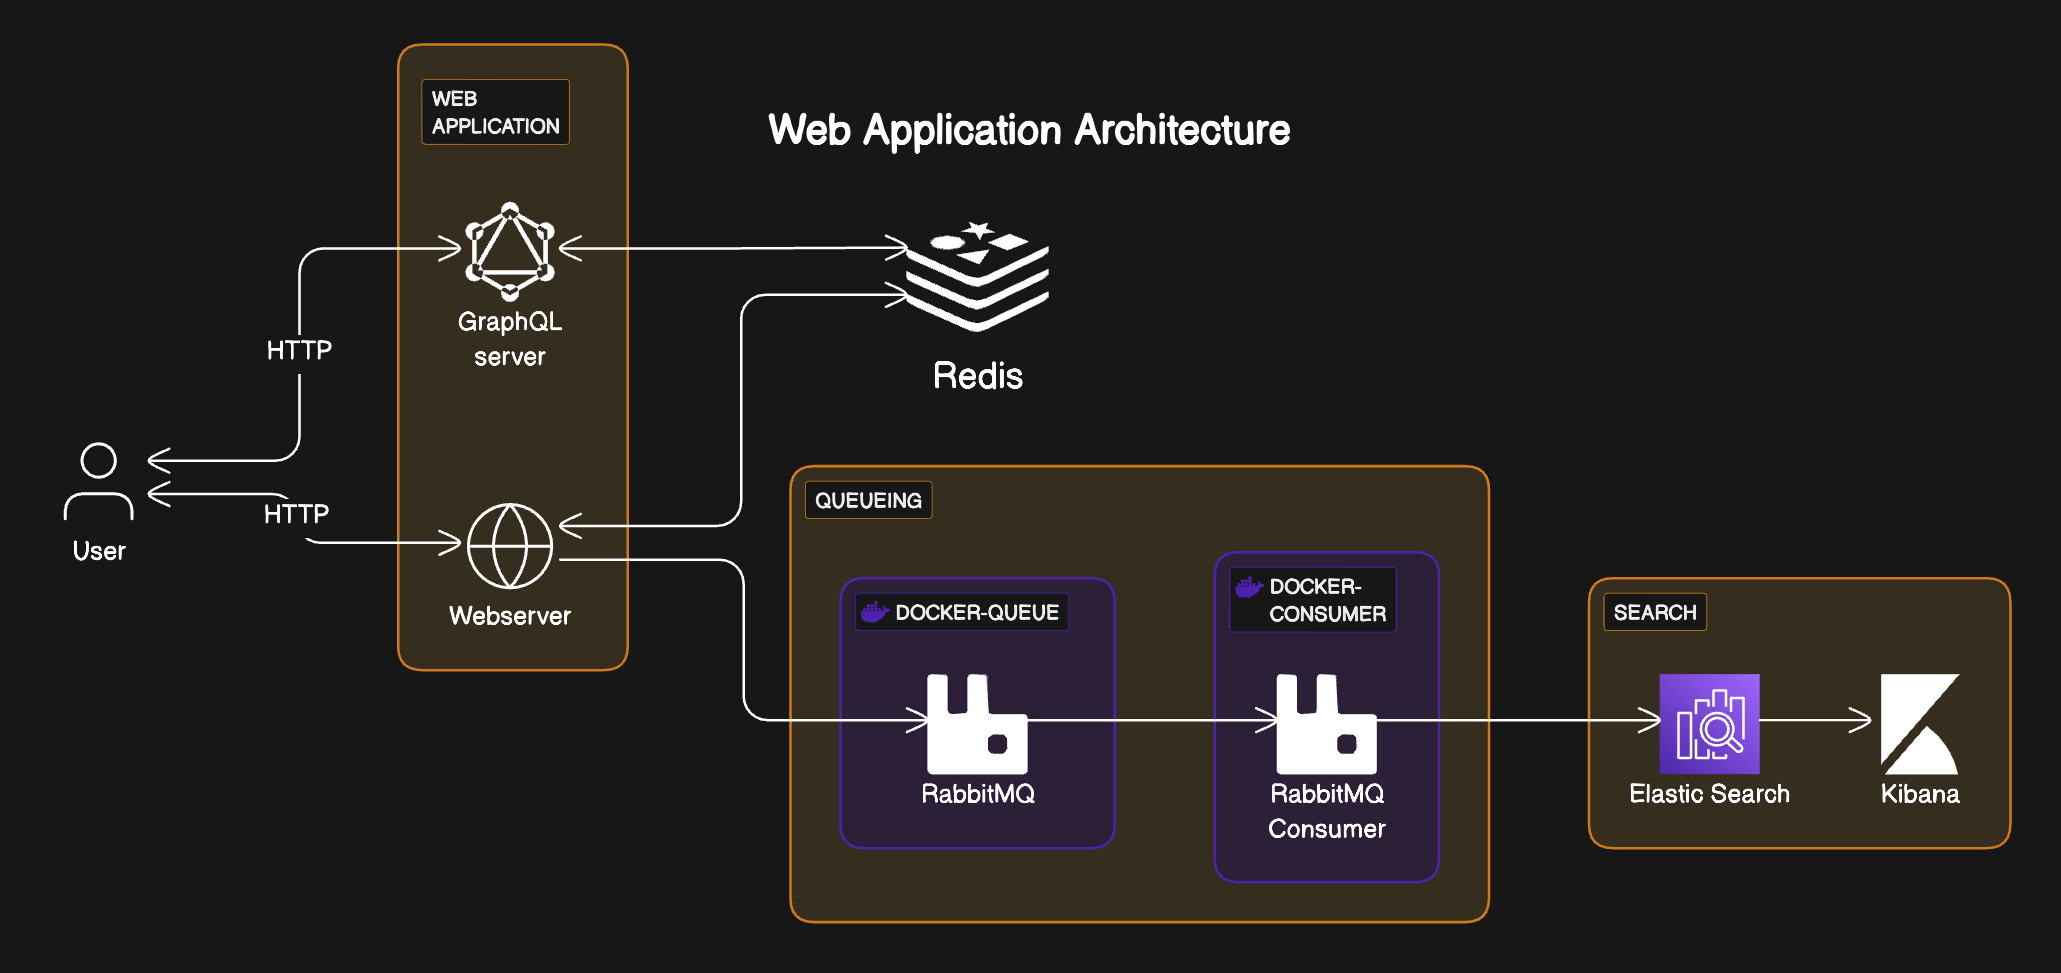 WEB
APPLICATION
Web Application Architecture
GraphQL
server
HTTP
Redis
User
HTTP
Webserver
QUEUEING
DOCKER-QUEUE
RabbitMQ
DOCKER-
CONSUMER
RabbitMQ
Consumer
SEARCH
Elastic Search
Kibana